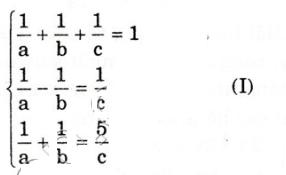 1/a + 1/b + 1/c = 1
1/a - 1/b = 1/c (I)
1/a + 1/b = 5/c